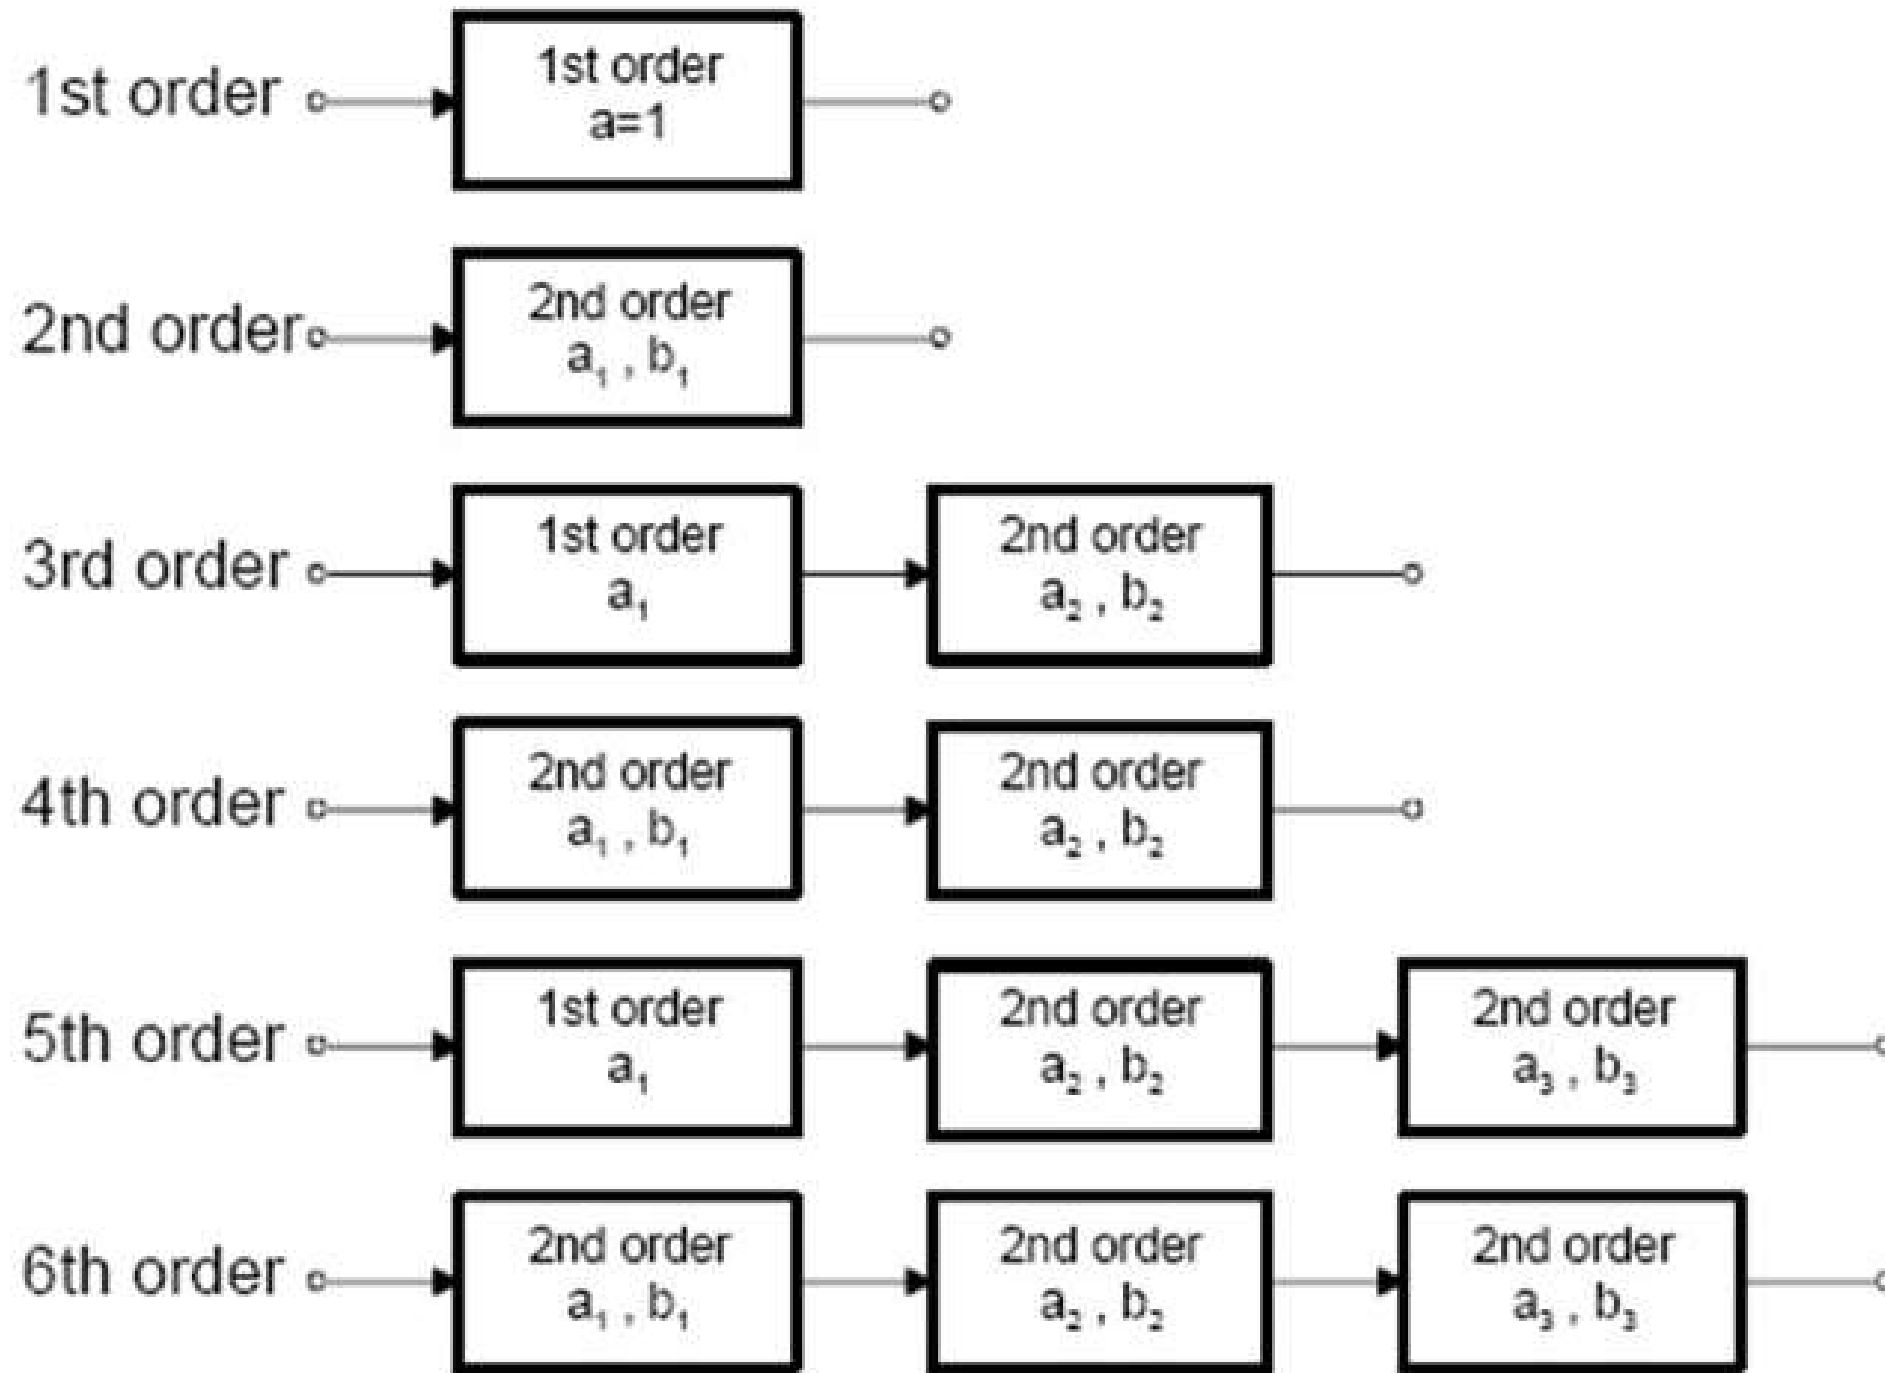 1st order
1st order
a=1
2nd order
2nd order
a₁ , b₁
3rd order
1st order
a₁
2nd order
a₂ , b₂
4th order
2nd order
a₁ , b₁
2nd order
a₂ , b₂
5th order
1st order
a₁
2nd order
a₂ , b₂
2nd order
a₃ , b₃
6th order
2nd order
a₁ , b₁
2nd order
a₂ , b₂
2nd order
a₃ , b₃